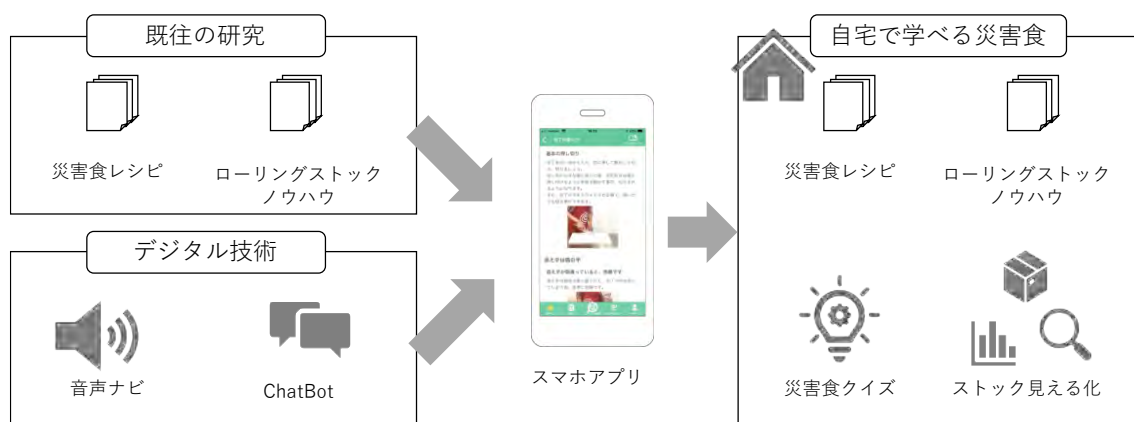 既往の研究
災害食レシピ
ローリングストック
ノウハウ
デジタル技術
音声ナビ
ChatBot
スマホアプリ
自宅で学べる災害食
災害食レシピ
ローリングストック
ノウハウ
災害食クイズ
ストック見える化